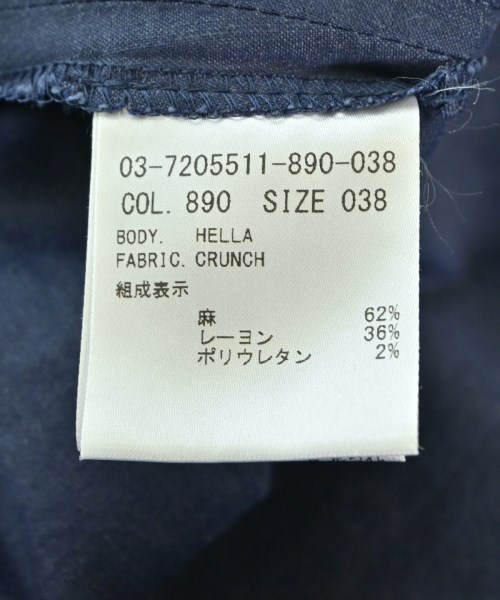 03-7205511-890-038
COL. 890 SIZE 038
BODY. HELLA
FABRIC. CRUNCH
組成表示
麻 62%
レーヨン 36%
ポリウレタン 2%